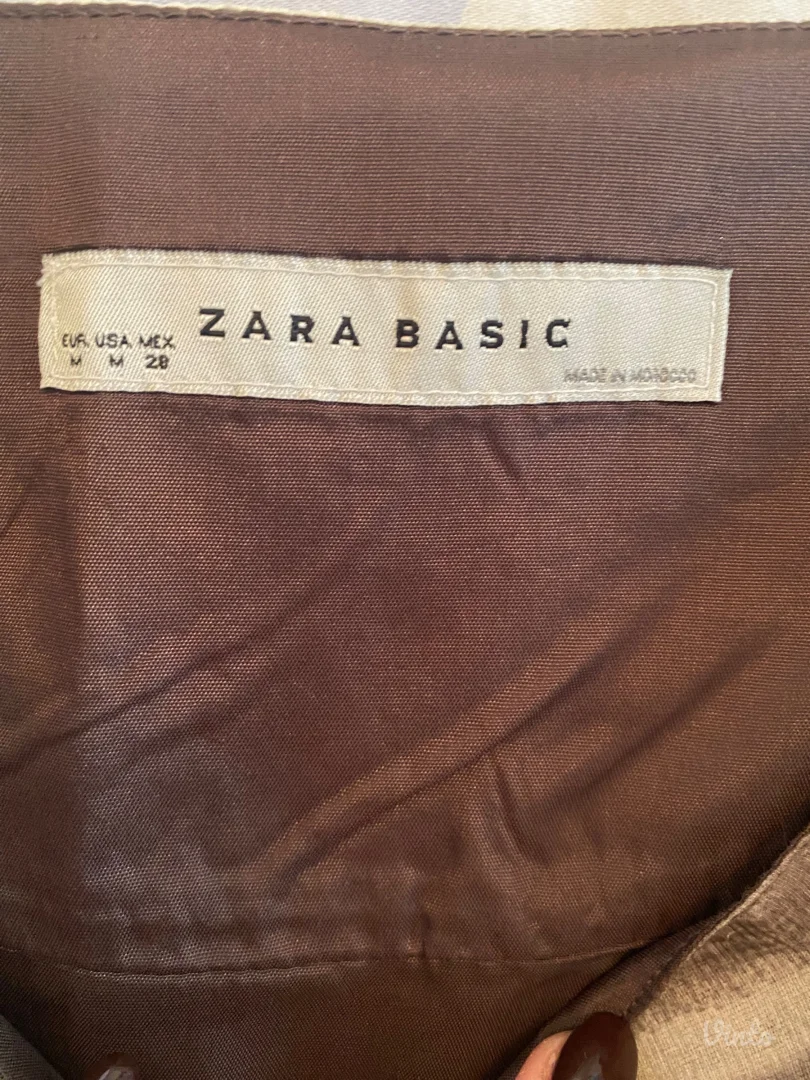 EUR. USA. MEX.
M M 28
ZARA BASIC
MADE IN MOROCCO